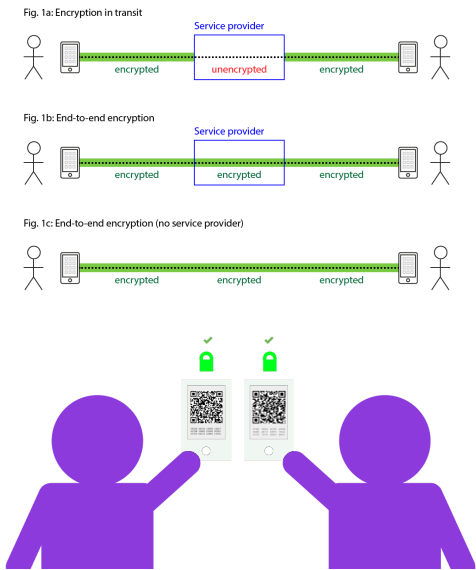 Fig. 1a: Encryption in transit
Service provider
encrypted unencrypted encrypted
Fig. 1b: End-to-end encryption
Service provider
encrypted encrypted encrypted
Fig. 1c: End-to-end encryption (no service provider)
encrypted encrypted encrypted